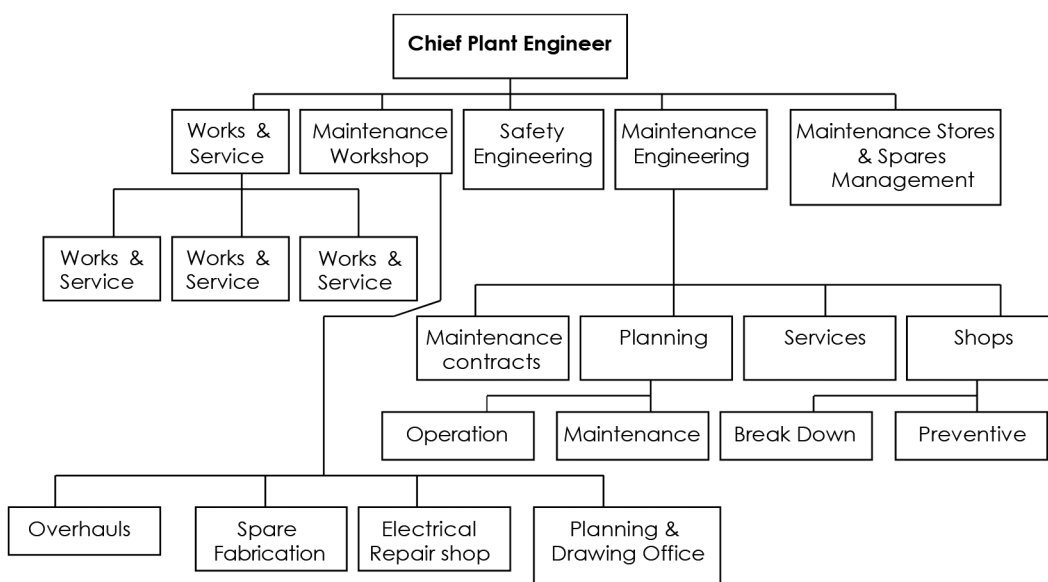 Chief Plant Engineer
Works &
Service
Maintenance
Workshop
Safety
Engineering
Maintenance
Engineering
Maintenance Stores
& Spares
Management
Works &
Service
Works &
Service
Works &
Service
Maintenance
contracts
Planning
Services
Shops
Operation
Maintenance
Break Down
Preventive
Overhauls
Spare
Fabrication
Electrical
Repair shop
Planning &
Drawing Office